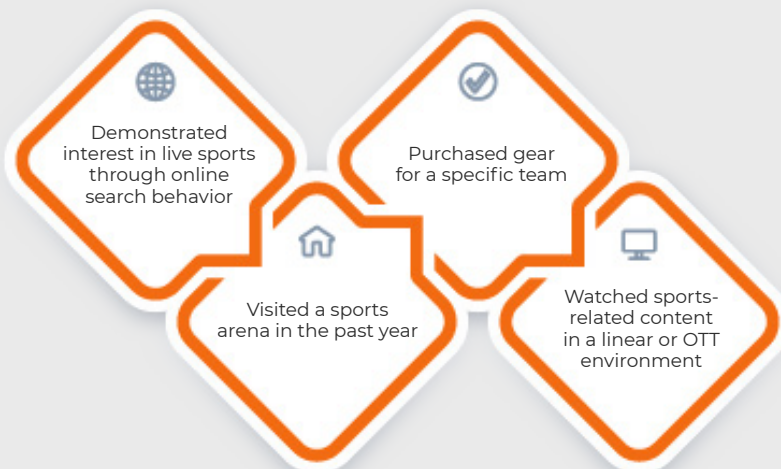 Demonstrated
interest in live sports
through online
search behavior
Visited a sports
arena in the past year
Purchased gear
for a specific team
Watched sports-
related content
in a linear or OTT
environment